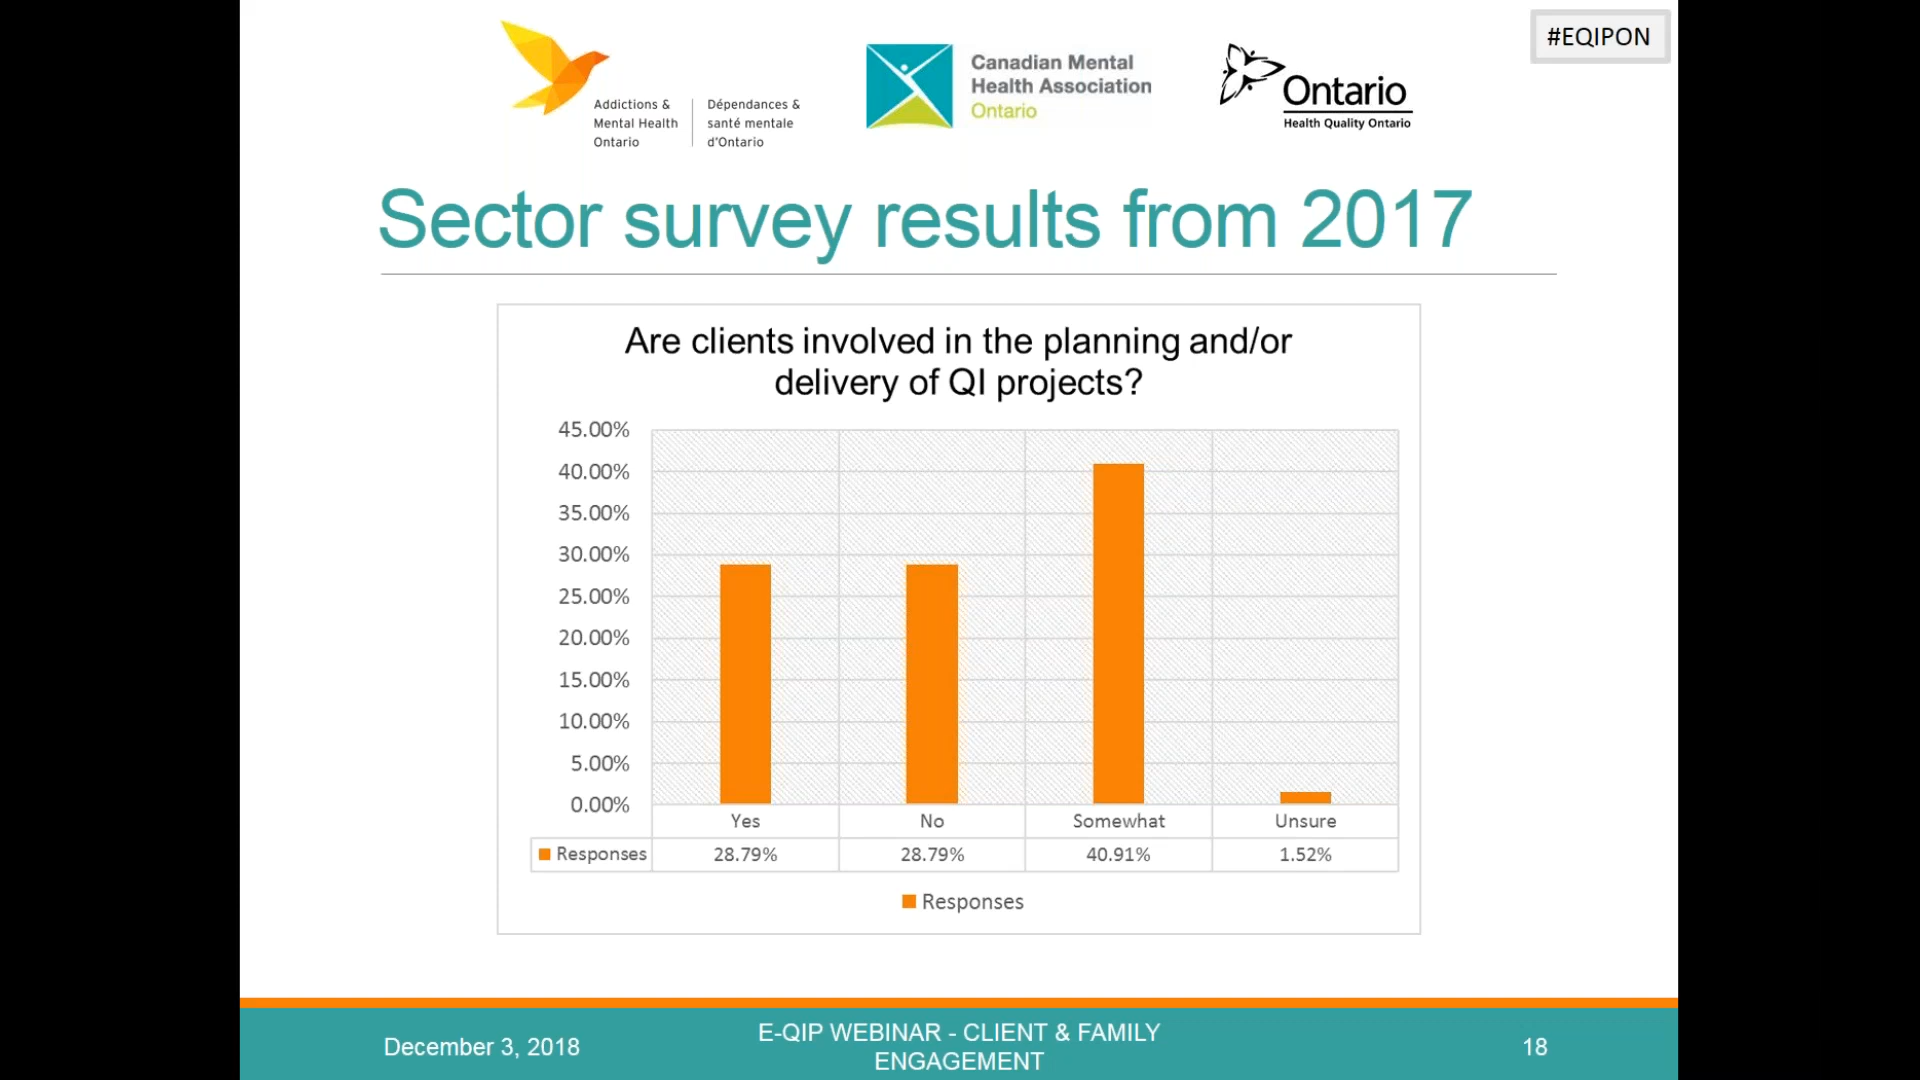 #EQIPON
Addictions &
Mental Health
Ontario
Dépendances &
santé mentale
d'Ontario
Canadian Mental
Health Association
Ontario
Ontario
Health Quality Ontario
Sector survey results from 2017
Are clients involved in the planning and/or
delivery of QI projects?
45.00%
40.00%
35.00%
30.00%
25.00%
20.00%
15.00%
10.00%
5.00%
0.00%
Yes No Somewhat Unsure
Responses 28.79% 28.79% 40.91% 1.52%
Responses
December 3, 2018
E-QIP WEBINAR - CLIENT & FAMILY
ENGAGEMENT
18